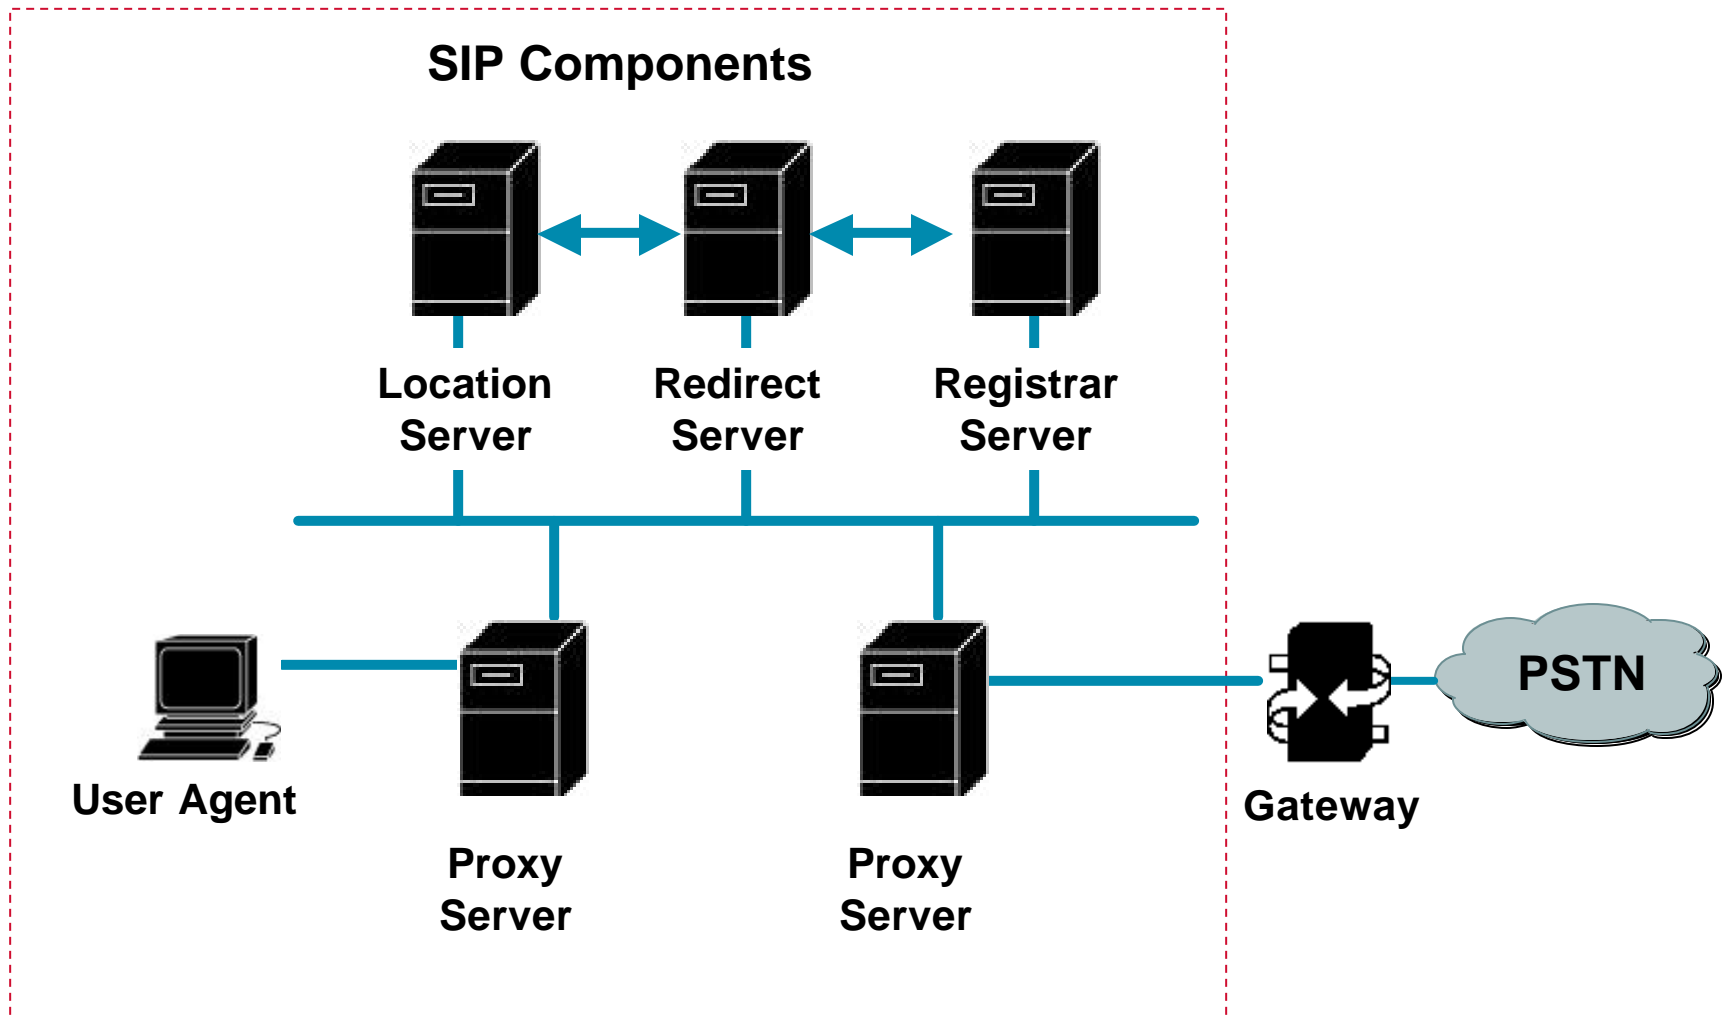 SIP Components
Location
Server
Redirect
Server
Registrar
Server
User Agent
Proxy
Server
Proxy
Server
Gateway
PSTN